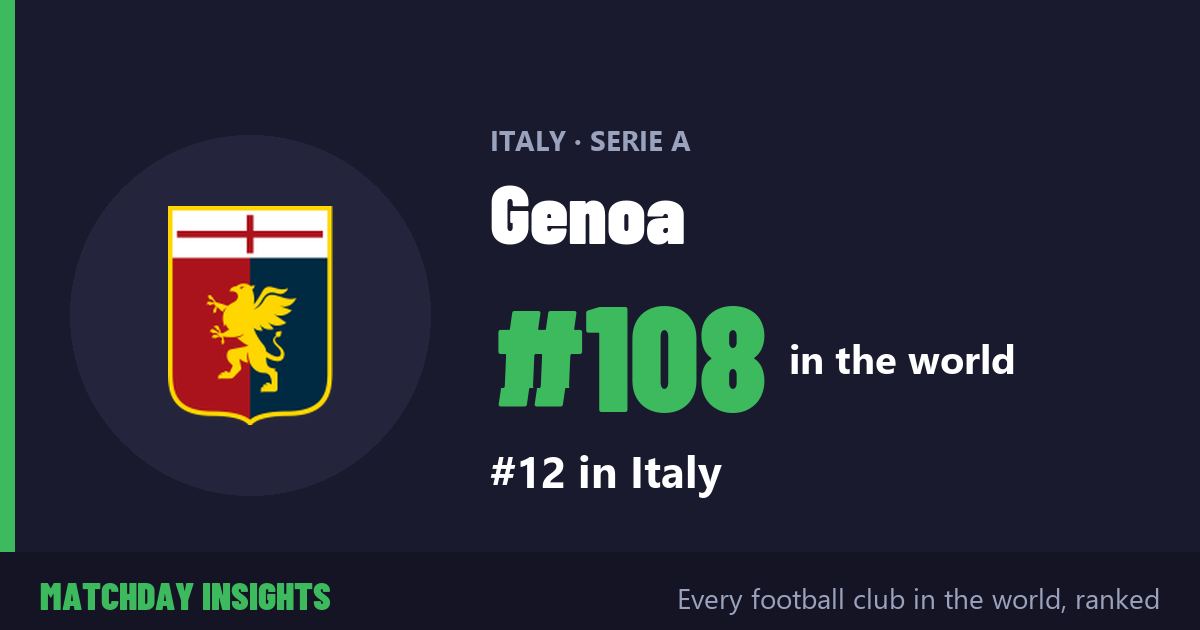 ITALY · SERIE A
Genoa
#108 in the world
#12 in Italy
MATCHDAY INSIGHTS
Every football club in the world, ranked